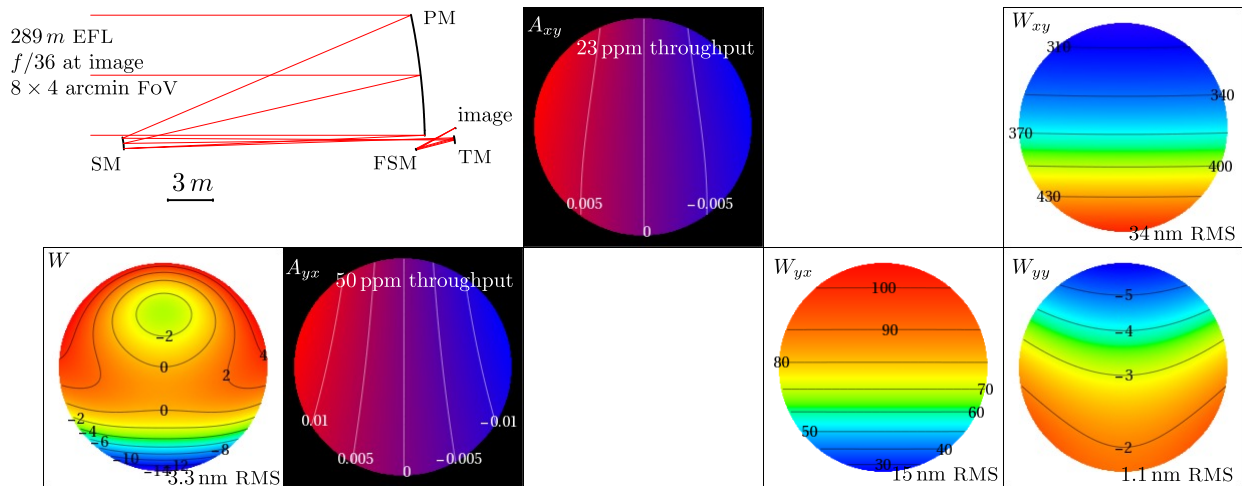 289 m EFL
f/36 at image
8 × 4 arcmin FoV
PM
image
SM
FSM
TM
3 m
A_xy
23 ppm throughput
0.005
-0.005
0
W_xy
310
340
370
400
430
34 nm RMS
W
-2
0
4
2
0
-2
-4
-6
-8
-10
-12
-14
3.3 nm RMS
A_yx
50 ppm throughput
0.01
-0.01
0.005
-0.005
0
W_yx
100
90
80
70
60
50
40
30
15 nm RMS
W_yy
-5
-4
-3
-2
1.1 nm RMS